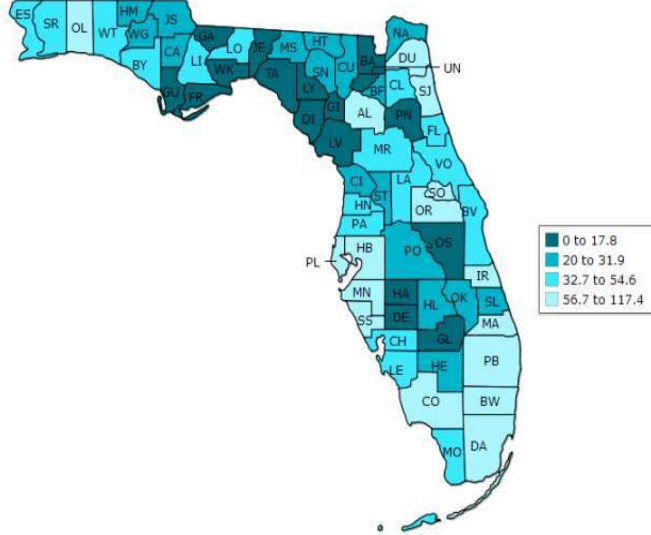 ES
SR
OL
WT
HM
WG
BY
JS
CA
LI
GU
FR
GA
LO
WK
JE
TA
MS
HT
SN
LY
DI
LV
GI
CU
BA
UN
BF
AL
NA
DU
CL
SJ
PN
FL
MR
VO
CI
ST
LA
SO
HN
OR
BV
PA
PL
HB
PO
OS
IR
MN
HA
HL
OK
SL
SS
DE
MA
CH
GL
LE
HE
PB
CO
BW
MO
DA
0 to 17.8
20 to 31.9
32.7 to 54.6
56.7 to 117.4